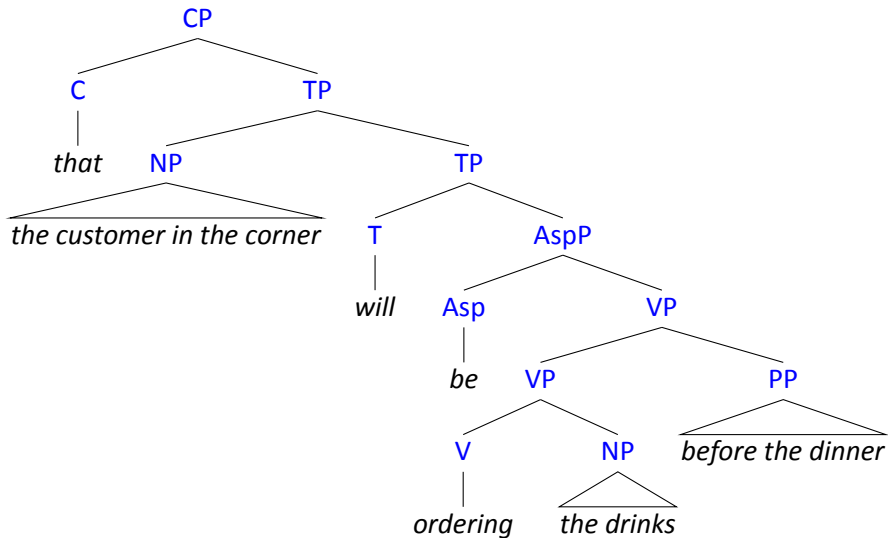 CP
C TP
that NP TP
the customer in the corner T AspP
will Asp VP
be VP PP
V NP before the dinner
ordering the drinks